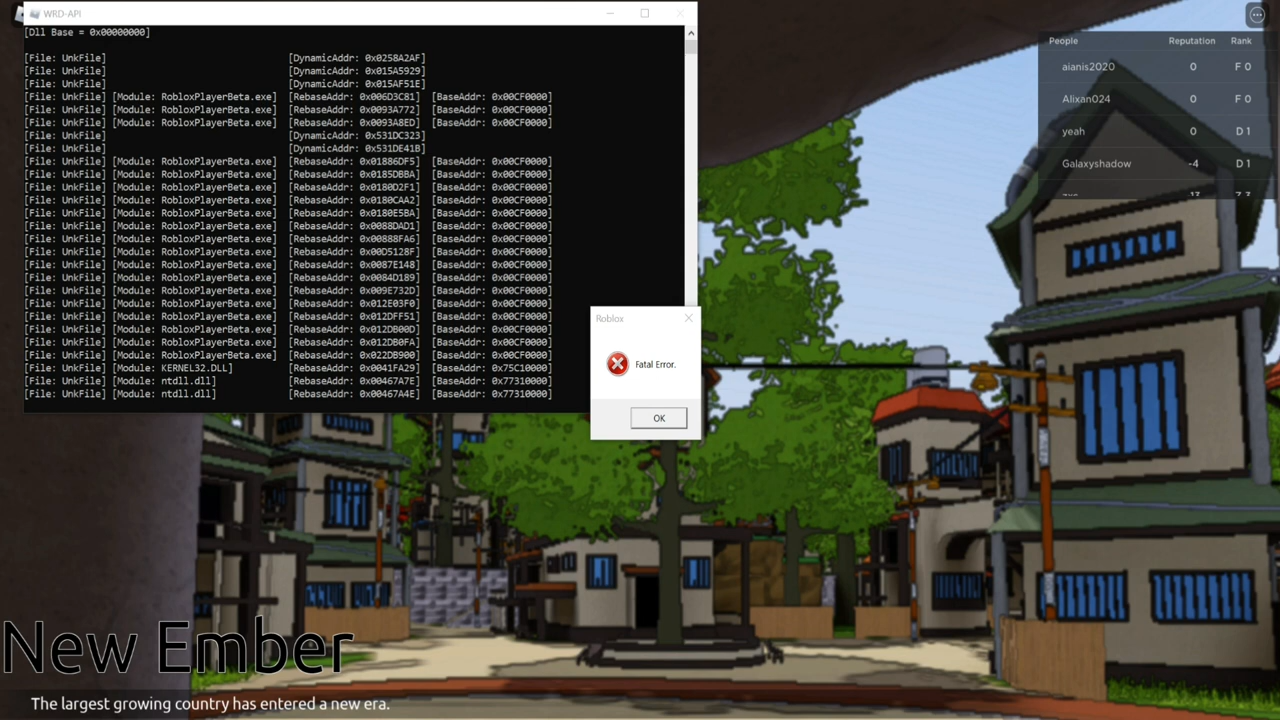 WRD-API
[Dll Base = 0x00000000]
[File: UnkFile] [DynamicAddr: 0x0258A2AF]
[File: UnkFile] [DynamicAddr: 0x015A5929]
[File: UnkFile] [DynamicAddr: 0x015AF51E]
[File: UnkFile] [Module: RobloxPlayerBeta.exe] [RebaseAddr: 0x006D3C81] [BaseAddr: 0x00CF0000]
[File: UnkFile] [Module: RobloxPlayerBeta.exe] [RebaseAddr: 0x0093A772] [BaseAddr: 0x00CF0000]
[File: UnkFile] [Module: RobloxPlayerBeta.exe] [RebaseAddr: 0x0093A8ED] [BaseAddr: 0x00CF0000]
[File: UnkFile] [DynamicAddr: 0x531DC323]
[File: UnkFile] [DynamicAddr: 0x531DE41B]
[File: UnkFile] [Module: RobloxPlayerBeta.exe] [RebaseAddr: 0x01886DF5] [BaseAddr: 0x00CF0000]
[File: UnkFile] [Module: RobloxPlayerBeta.exe] [RebaseAddr: 0x0185DBBA] [BaseAddr: 0x00CF0000]
[File: UnkFile] [Module: RobloxPlayerBeta.exe] [RebaseAddr: 0x0180D2F1] [BaseAddr: 0x00CF0000]
[File: UnkFile] [Module: RobloxPlayerBeta.exe] [RebaseAddr: 0x0180CAA2] [BaseAddr: 0x00CF0000]
[File: UnkFile] [Module: RobloxPlayerBeta.exe] [RebaseAddr: 0x0180E5BA] [BaseAddr: 0x00CF0000]
[File: UnkFile] [Module: RobloxPlayerBeta.exe] [RebaseAddr: 0x0088DAD1] [BaseAddr: 0x00CF0000]
[File: UnkFile] [Module: RobloxPlayerBeta.exe] [RebaseAddr: 0x00888FA6] [BaseAddr: 0x00CF0000]
[File: UnkFile] [Module: RobloxPlayerBeta.exe] [RebaseAddr: 0x00D5128F] [BaseAddr: 0x00CF0000]
[File: UnkFile] [Module: RobloxPlayerBeta.exe] [RebaseAddr: 0x0087E148] [BaseAddr: 0x00CF0000]
[File: UnkFile] [Module: RobloxPlayerBeta.exe] [RebaseAddr: 0x0084D1B9] [BaseAddr: 0x00CF0000]
[File: UnkFile] [Module: RobloxPlayerBeta.exe] [RebaseAddr: 0x009E732D] [BaseAddr: 0x00CF0000]
[File: UnkFile] [Module: RobloxPlayerBeta.exe] [RebaseAddr: 0x012E03F0] [BaseAddr: 0x00CF0000]
[File: UnkFile] [Module: RobloxPlayerBeta.exe] [RebaseAddr: 0x012DFF51] [BaseAddr: 0x00CF0000]
[File: UnkFile] [Module: RobloxPlayerBeta.exe] [RebaseAddr: 0x012DB00D] [BaseAddr: 0x00CF0000]
[File: UnkFile] [Module: RobloxPlayerBeta.exe] [RebaseAddr: 0x012DB0FA] [BaseAddr: 0x00CF0000]
[File: UnkFile] [Module: RobloxPlayerBeta.exe] [RebaseAddr: 0x022DB900] [BaseAddr: 0x00CF0000]
[File: UnkFile] [Module: KERNEL32.DLL] [RebaseAddr: 0x0041FA29] [BaseAddr: 0x75C10000]
[File: UnkFile] [Module: ntdll.dll] [RebaseAddr: 0x00467A7E] [BaseAddr: 0x77310000]
[File: UnkFile] [Module: ntdll.dll] [RebaseAddr: 0x00467A4E] [BaseAddr: 0x77310000]
Roblox
Fatal Error.
OK
People Reputation Rank
aianis2020 0 F 0
Alixan024 0 F 0
yeah 0 D 1
Galaxyshadow -4 D 1
New Ember
The largest growing country has entered a new era.